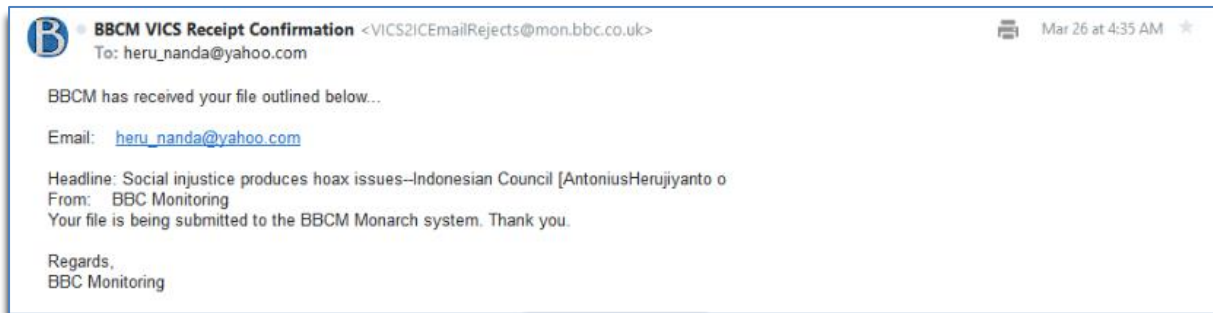 B
BBCM VICS Receipt Confirmation <VICS2ICEmailRejects@mon.bbc.co.uk>
Mar 26 at 4:35 AM
To: heru_nanda@yahoo.com
BBCM has received your file outlined below...
Email: heru_nanda@yahoo.com
Headline: Social injustice produces hoax issues--Indonesian Council [AntoniusHerujiyanto o
From: BBC Monitoring
Your file is being submitted to the BBCM Monarch system. Thank you.
Regards,
BBC Monitoring